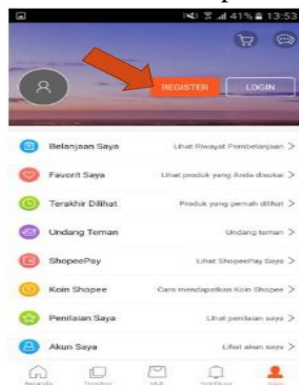 41% 13:53
REGISTER LOGIN
Belanjaan Saya Lihat Riwayat Pembelanjaan >
Favorit Saya Lihat produk yang Anda disukai >
Terakhir Dilihat Produk yang pernah dilihat >
Undang Teman Undang teman >
ShopeePay Lihat ShopeePay Saya >
Koin Shopee Cara mendapatkan Koin Shopee >
Penilaian Saya Lihat penilaian saya >
Akun Saya Lihat akun saya >
Beranda